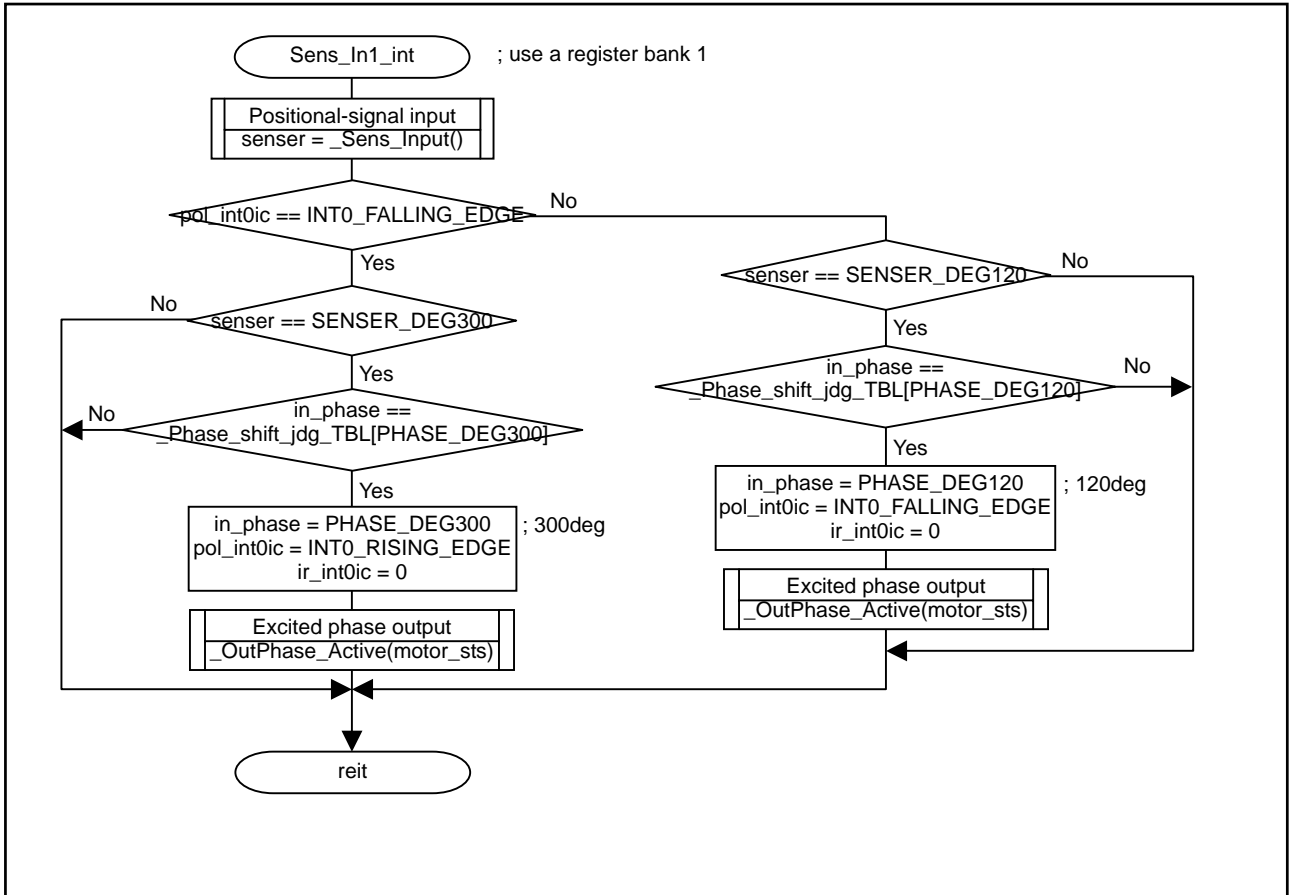 Sens_In1_int
; use a register bank 1
Positional-signal input
senser = _Sens_Input()
pol_int0ic == INT0_FALLING_EDGE
No
Yes
senser == SENSER_DEG300
No
Yes
in_phase ==
_Phase_shift_jdg_TBL[PHASE_DEG300]
No
Yes
in_phase = PHASE_DEG300
pol_int0ic = INT0_RISING_EDGE
ir_int0ic = 0
; 300deg
Excited phase output
_OutPhase_Active(motor_sts)
senser == SENSER_DEG120
No
Yes
in_phase ==
_Phase_shift_jdg_TBL[PHASE_DEG120]
No
Yes
in_phase = PHASE_DEG120
pol_int0ic = INT0_FALLING_EDGE
ir_int0ic = 0
; 120deg
Excited phase output
_OutPhase_Active(motor_sts)
reit